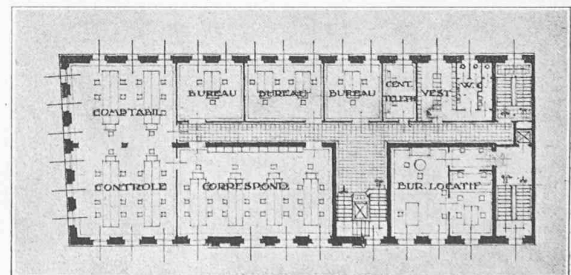 BUREAU
BUREAU
BUREAU
CENT.
TELEPH.
VEST.
W.C.
COMPTABIL
CONTROLE
CORRESPOND.
BUR. LOCATIF